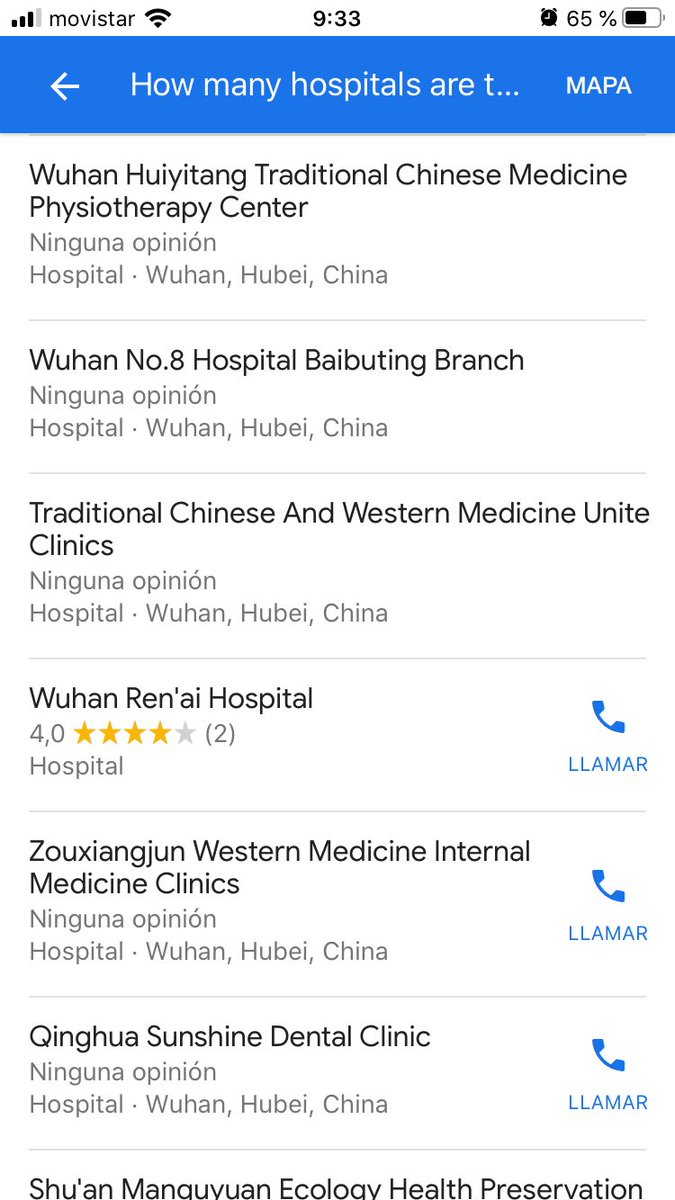 movistar 9:33 65 %
How many hospitals are t... MAPA
Wuhan Huiyitang Traditional Chinese Medicine
Physiotherapy Center
Ninguna opinión
Hospital · Wuhan, Hubei, China
Wuhan No.8 Hospital Baibuting Branch
Ninguna opinión
Hospital · Wuhan, Hubei, China
Traditional Chinese And Western Medicine Unite
Clinics
Ninguna opinión
Hospital · Wuhan, Hubei, China
Wuhan Ren'ai Hospital
4,0 (2)
Hospital
LLAMAR
Zouxiangjun Western Medicine Internal
Medicine Clinics
Ninguna opinión
LLAMAR
Hospital · Wuhan, Hubei, China
Qinghua Sunshine Dental Clinic
Ninguna opinión
Hospital · Wuhan, Hubei, China
LLAMAR
Shu'an Manguyuan Ecology Health Preservation